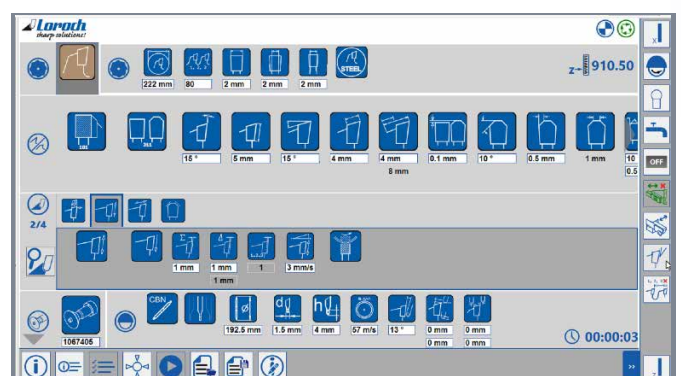 Loroch
sharp solutions!
x
222 mm 80 2 mm 2 mm 2 mm STEEL
z 910.50
15 ° 5 mm 15 ° 4 mm 4 mm 0.1 mm 10 ° 0.5 mm 1 mm 10
8 mm 0.5
OFF
2/4
1 mm 1 mm 1 3 mm/s
1 mm
CBN
1067405 192.5 mm 1.5 mm 4 mm 57 m/s 13 ° 0 mm 0 mm
0 mm 0 mm
00:00:03